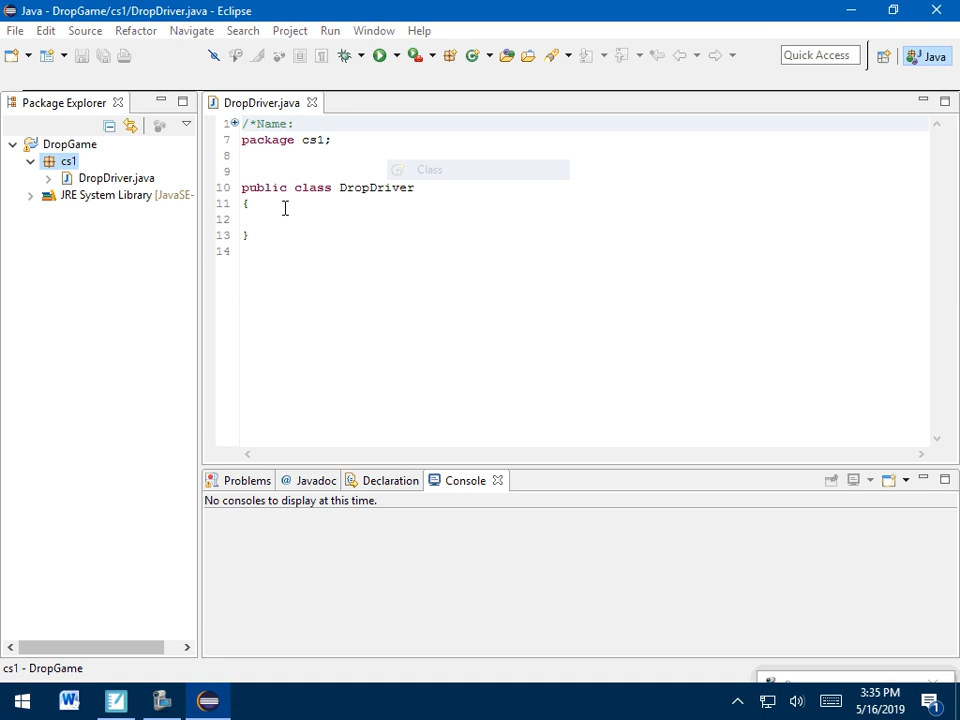 Java - DropGame/cs1/DropDriver.java - Eclipse
File Edit Source Refactor Navigate Search Project Run Window Help
Quick Access
Java
Package Explorer
DropDriver.java
DropGame
cs1
DropDriver.java
JRE System Library [JavaSE-
1 /*Name:
7 package cs1;
8
9
Class
10 public class DropDriver
11 {
12
13 }
14
Problems @ Javadoc Declaration Console
No consoles to display at this time.
cs1 - DropGame
3:35 PM
5/16/2019
1